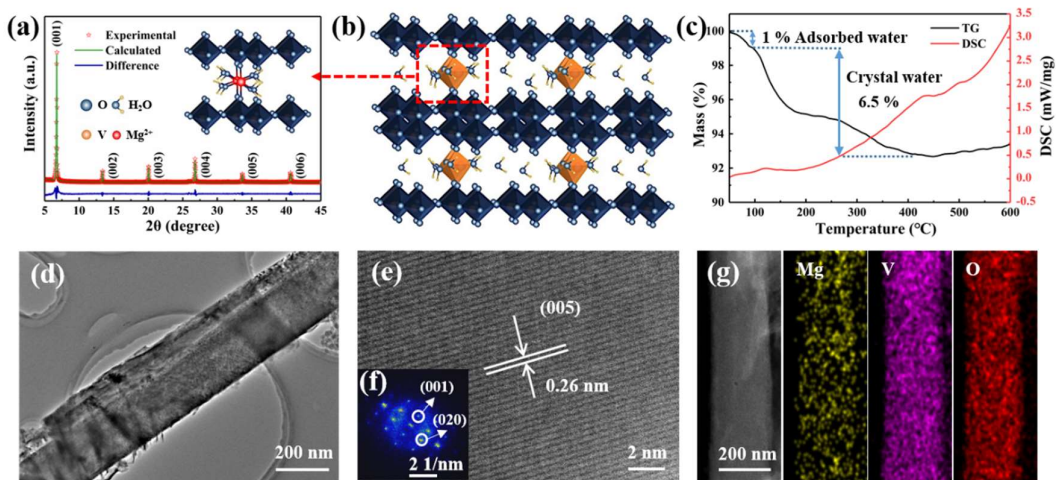 (a)
Experimental
Calculated
Difference
(001)
(002)
(003)
(004)
(005)
(006)
O
H₂O
V
Mg²⁺
Intensity (a.u.)
5 10 15 20 25 30 35 40 45
2θ (degree)
(b)
(c)
TG
DSC
1 % Adsorbed water
Crystal water
6.5 %
Mass (%)
100
98
96
94
92
90
100 200 300 400 500 600
Temperature (°C)
DSC (mW/mg)
3.5
3.0
2.5
2.0
1.5
1.0
0.5
0.0
(d)
200 nm
(e)
(005)
0.26 nm
2 nm
(f)
(001)
(020)
2 1/nm
(g)
Mg
V
O
200 nm